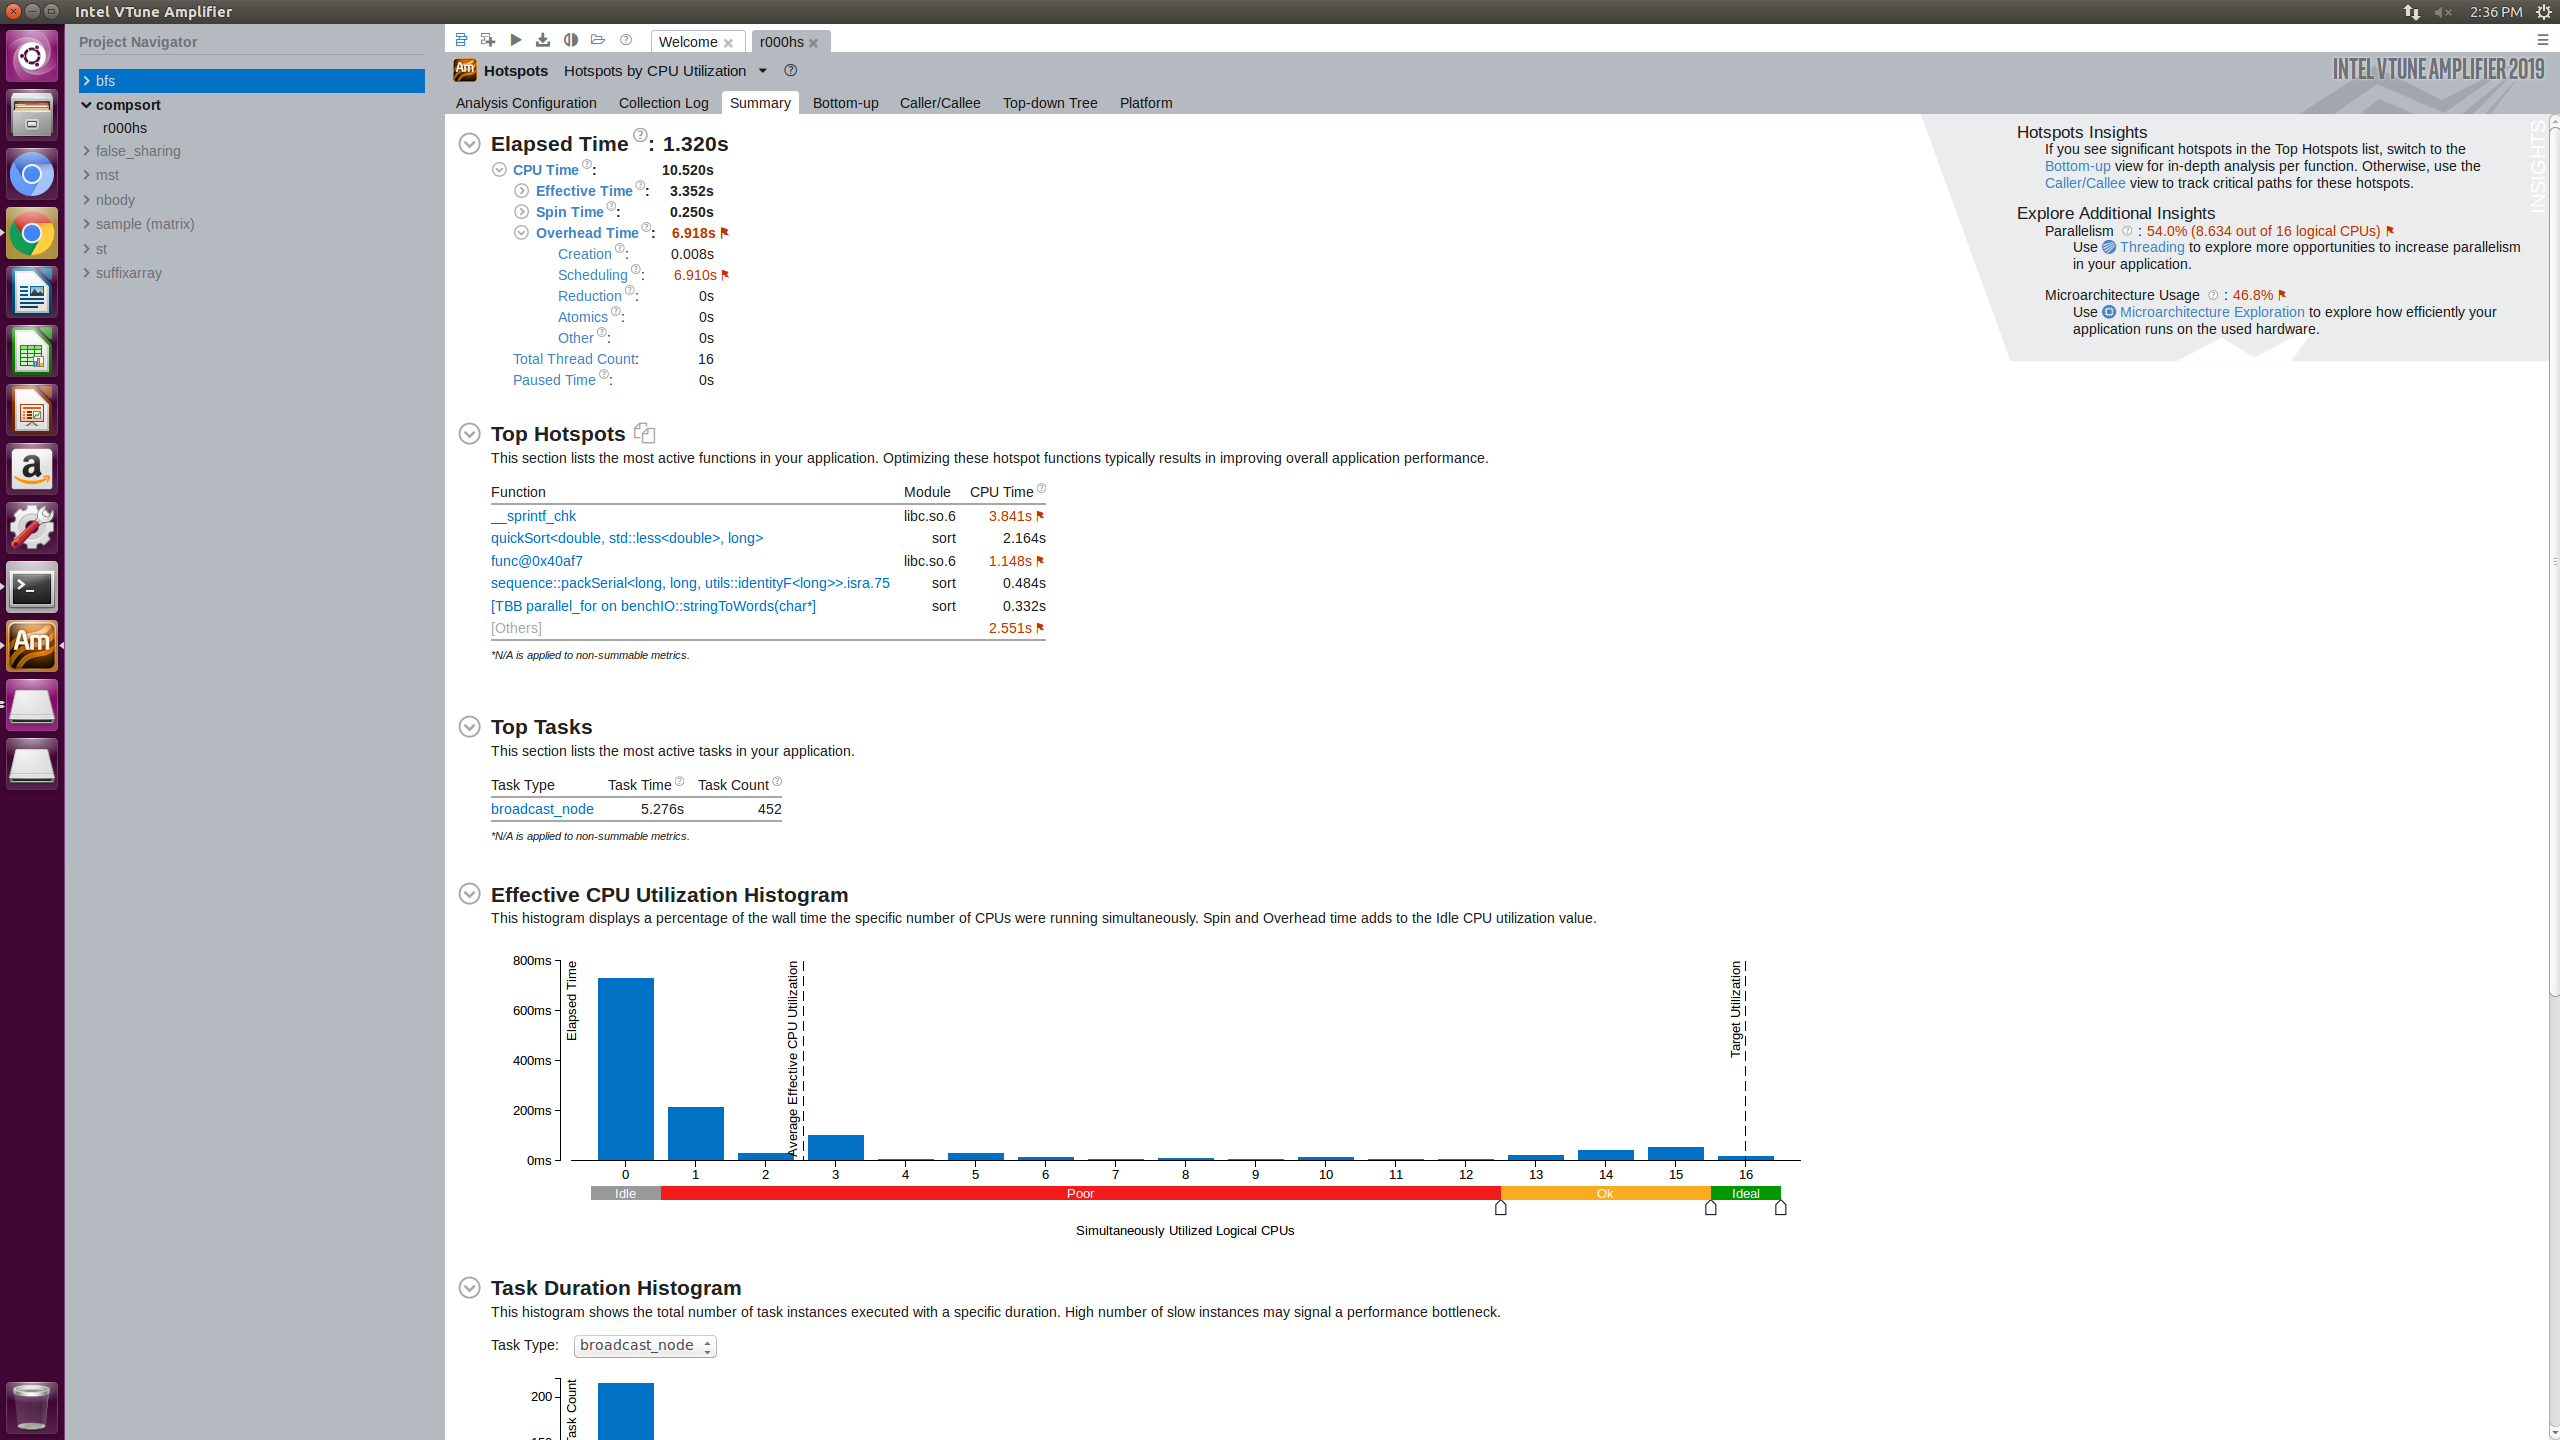 Intel VTune Amplifier
2:36 PM
Project Navigator
bfs
compsort
r000hs
false_sharing
mst
nbody
sample (matrix)
st
suffixarray
Welcome
r000hs
Am Hotspots Hotspots by CPU Utilization
INTEL VTUNE AMPLIFIER 2019
Analysis Configuration Collection Log Summary Bottom-up Caller/Callee Top-down Tree Platform
Elapsed Time: 1.320s
CPU Time: 10.520s
Effective Time: 3.352s
Spin Time: 0.250s
Overhead Time: 6.918s
Creation: 0.008s
Scheduling: 6.910s
Reduction: 0s
Atomics: 0s
Other: 0s
Total Thread Count: 16
Paused Time: 0s
Hotspots Insights
If you see significant hotspots in the Top Hotspots list, switch to the
Bottom-up view for in-depth analysis per function. Otherwise, use the
Caller/Callee view to track critical paths for these hotspots.
Explore Additional Insights
Parallelism : 54.0% (8.634 out of 16 logical CPUs)
Use Threading to explore more opportunities to increase parallelism
in your application.
Microarchitecture Usage : 46.8%
Use Microarchitecture Exploration to explore how efficiently your
application runs on the used hardware.
INSIGHTS
Top Hotspots
This section lists the most active functions in your application. Optimizing these hotspot functions typically results in improving overall application performance.
Function Module CPU Time
__sprintf_chk libc.so.6 3.841s
quickSort<double, std::less<double>, long> sort 2.164s
func@0x40af7 libc.so.6 1.148s
sequence::packSerial<long, long, utils::identityF<long>>.isra.75 sort 0.484s
[TBB parallel_for on benchIO::stringToWords(char*] sort 0.332s
[Others] 2.551s
*N/A is applied to non-summable metrics.
Top Tasks
This section lists the most active tasks in your application.
Task Type Task Time Task Count
broadcast_node 5.276s 452
*N/A is applied to non-summable metrics.
Effective CPU Utilization Histogram
This histogram displays a percentage of the wall time the specific number of CPUs were running simultaneously. Spin and Overhead time adds to the Idle CPU utilization value.
800ms
600ms
400ms
200ms
0ms
Elapsed Time
Average Effective CPU Utilization
Target Utilization
0 1 2 3 4 5 6 7 8 9 10 11 12 13 14 15 16
Idle Poor Ok Ideal
Simultaneously Utilized Logical CPUs
Task Duration Histogram
This histogram shows the total number of task instances executed with a specific duration. High number of slow instances may signal a performance bottleneck.
Task Type: broadcast_node
200
Task Count